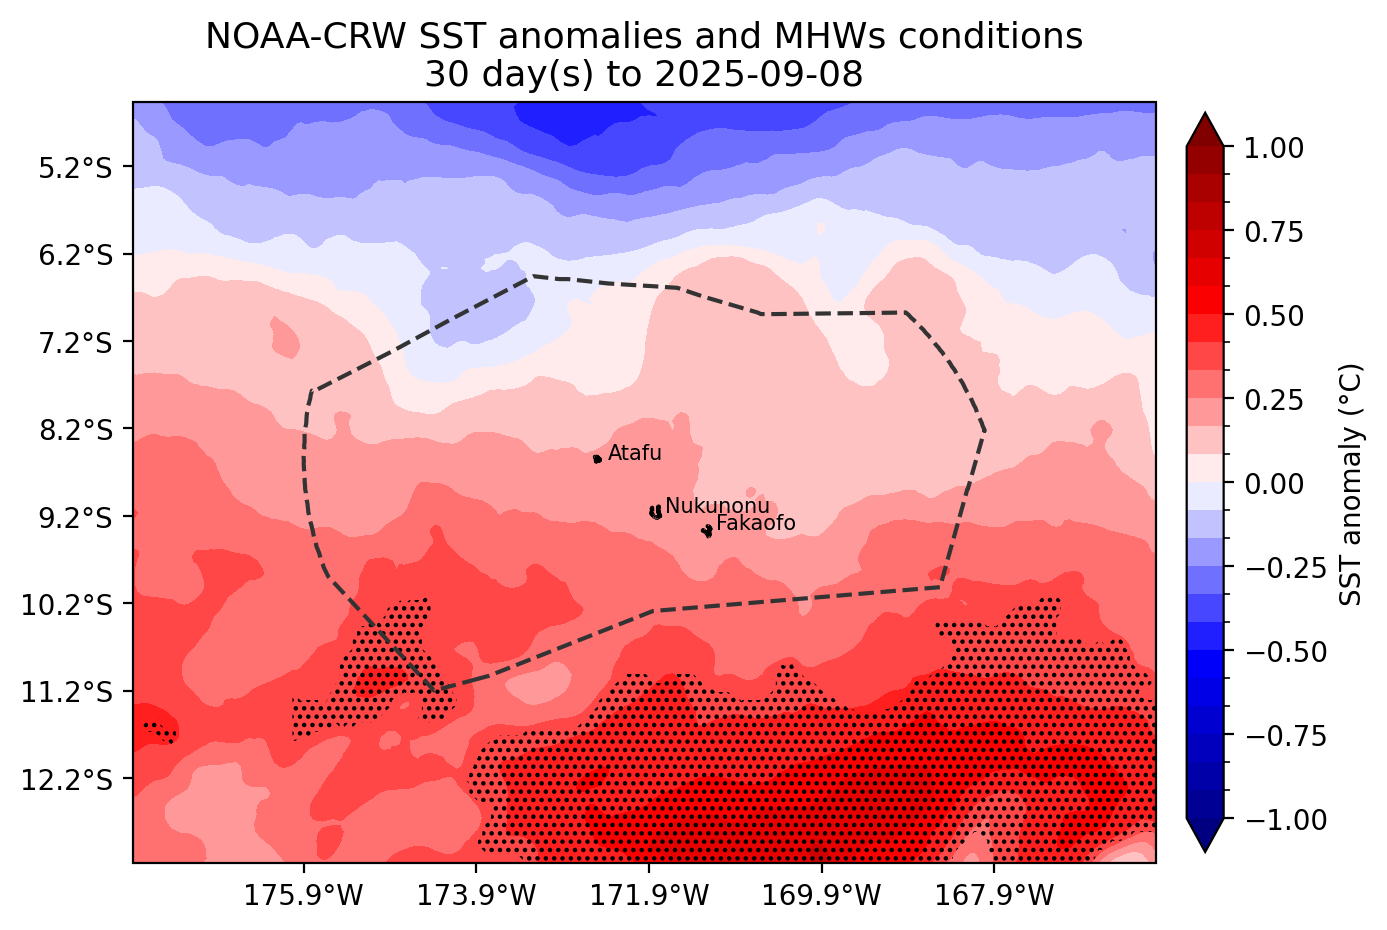 NOAA-CRW SST anomalies and MHWs conditions
30 day(s) to 2025-09-08
5.2°S
6.2°S
7.2°S
8.2°S
9.2°S
10.2°S
11.2°S
12.2°S
175.9°W
173.9°W
171.9°W
169.9°W
167.9°W
Atafu
Nukunonu
Fakaofo
1.00
0.75
0.50
0.25
0.00
−0.25
−0.50
−0.75
−1.00
SST anomaly (°C)